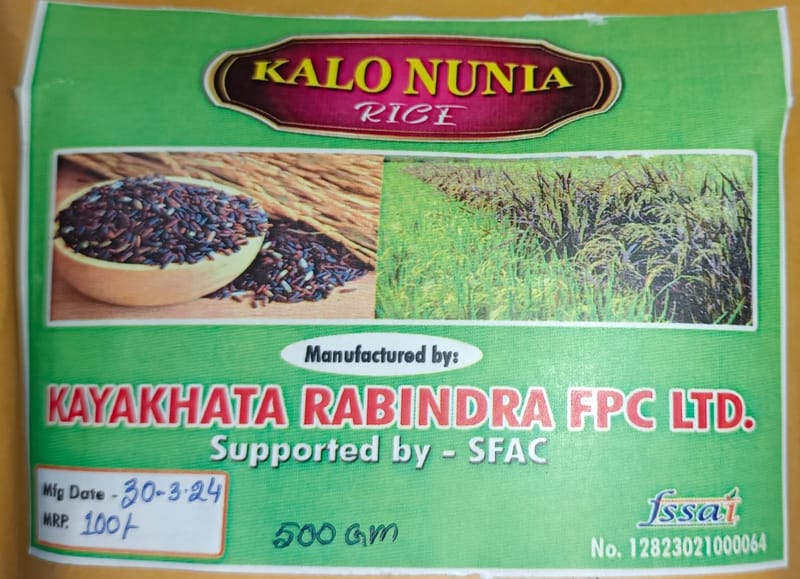 KALO NUNIA
RICE
Manufactured by:
KAYAKHATA RABINDRA FPC LTD.
Supported by - SFAC
Mfg Date - 30-3-24
MRP. 100/-
500 Gm
fssai
No. 12823021000064